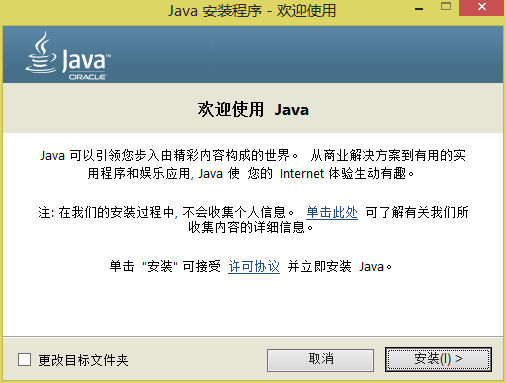 Java 安装程序 - 欢迎使用
Java™
ORACLE
欢迎使用 Java
Java 可以引领您步入由精彩内容构成的世界。 从商业解决方案到有用的实
用程序和娱乐应用, Java 使 您的 Internet 体验生动有趣。
注: 在我们的安装过程中, 不会收集个人信息。 单击此处 可了解有关我们所
收集内容的详细信息。
单击 "安装" 可接受 许可协议 并立即安装 Java。
更改目标文件夹
取消
安装(I) >